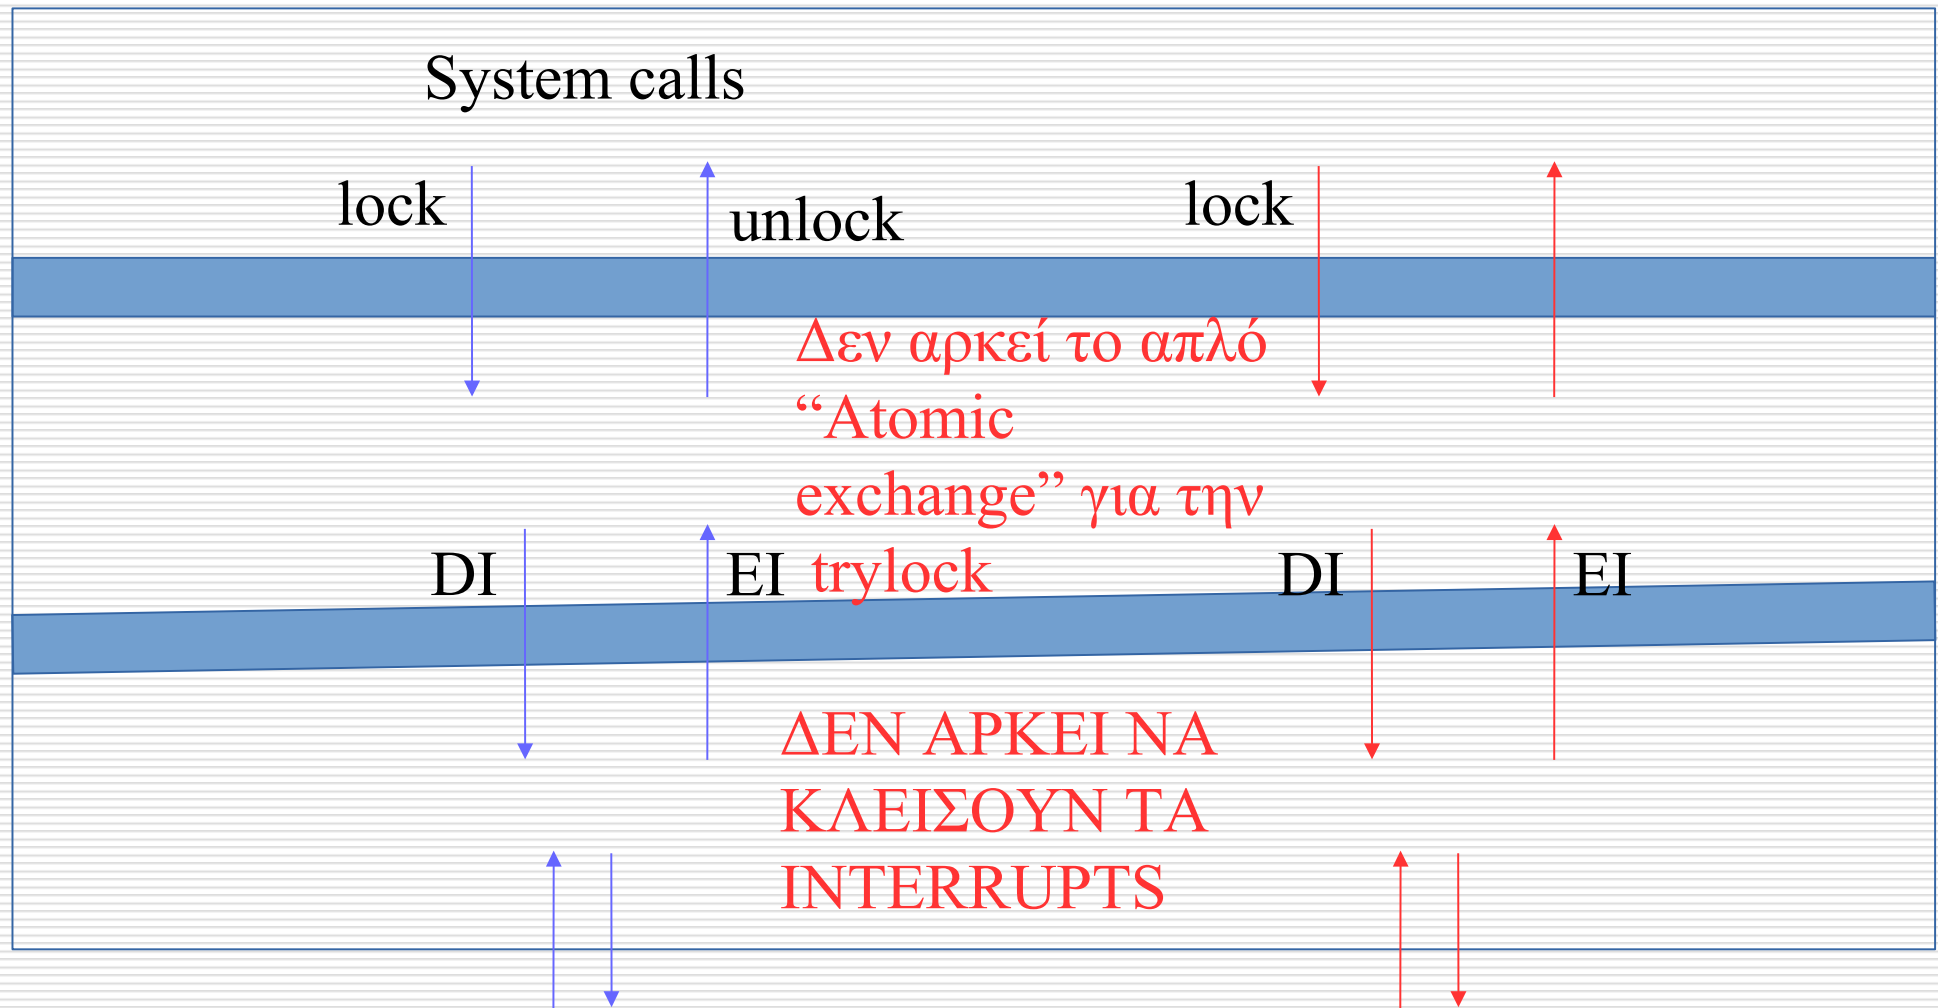 System calls
lock
unlock
lock
Δεν αρκεί το απλό
“Atomic
exchange” για την
trylock
DI
EI
DI
EI
ΔΕΝ ΑΡΚΕΙ ΝΑ
ΚΛΕΙΣΟΥΝ ΤΑ
INTERRUPTS